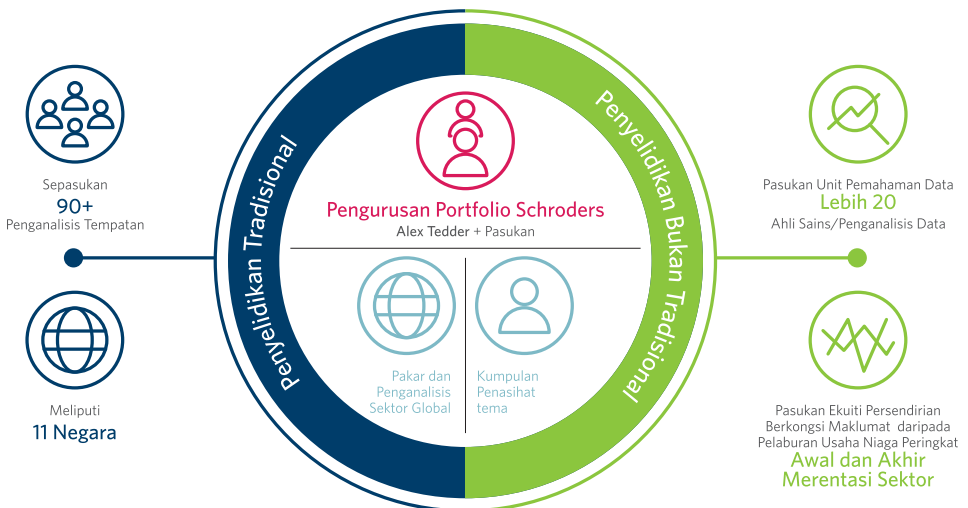 Sepasukan
90+
Penganalisis Tempatan
Meliputi
11 Negara
Penyelidikan Tradisional
Pengurusan Portfolio Schroders
Alex Tedder + Pasukan
Pakar dan
Penganalisis
Sektor Global
Kumpulan
Penasihat
tema
Penyelidikan Bukan Tradisional
Pasukan Unit Pemahaman Data
Lebih 20
Ahli Sains/Penganalisis Data
Pasukan Ekuiti Persendirian
Berkongsi Maklumat daripada
Pelaburan Usaha Niaga Peringkat
Awal dan Akhir
Merentasi Sektor